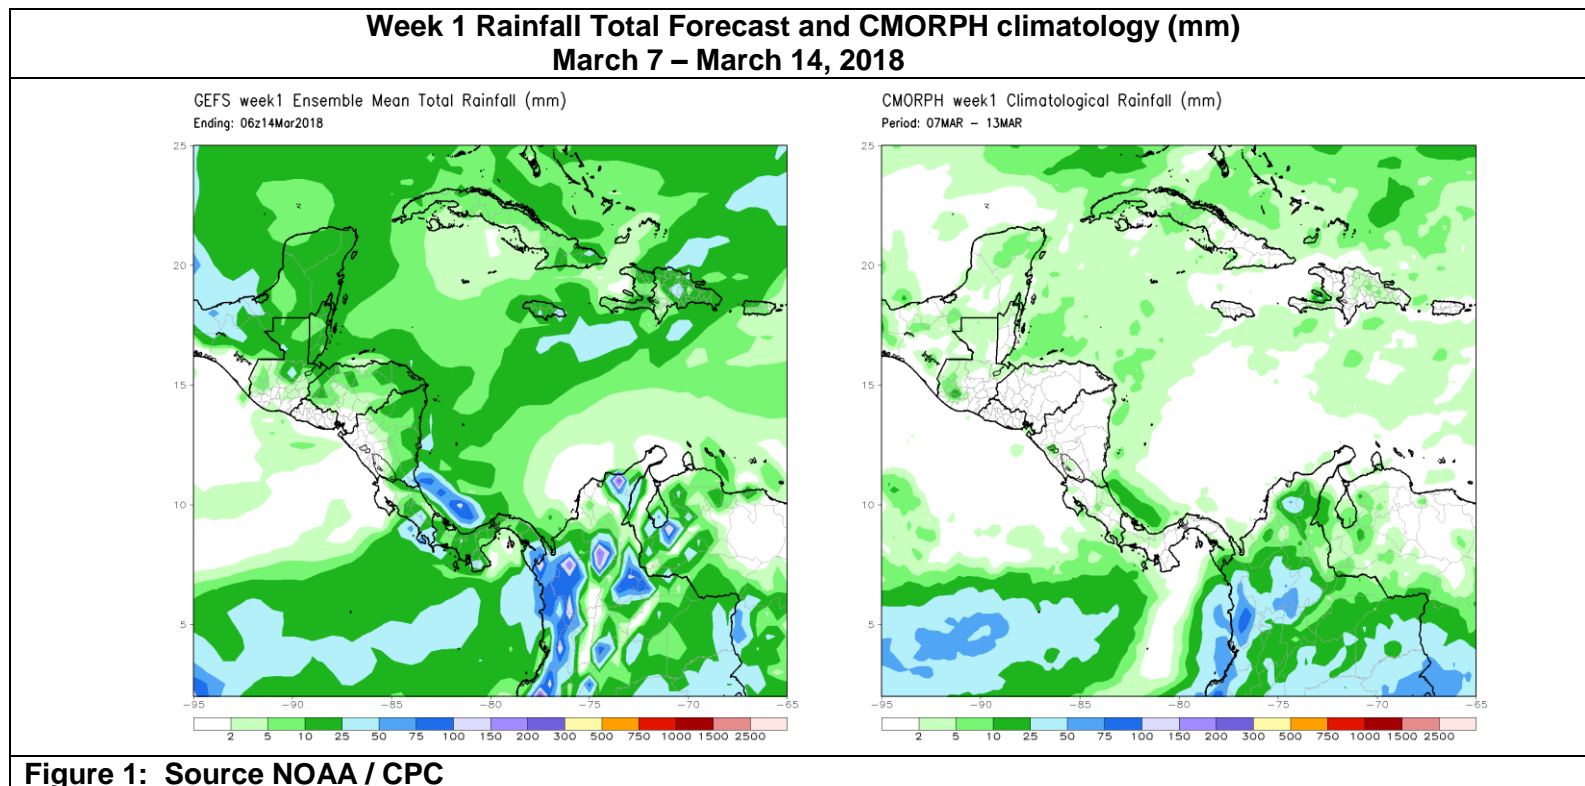 Week 1 Rainfall Total Forecast and CMORPH climatology (mm)
March 7 – March 14, 2018
GEFS week1 Ensemble Mean Total Rainfall (mm)
Ending: 06z14Mar2018
25
20
15
10
5
-95 -90 -85 -80 -75 -70 -65
2 5 10 25 50 75 100 150 200 300 500 750 1000 1500 2500
CMORPH week1 Climatological Rainfall (mm)
Period: 07MAR – 13MAR
25
20
15
10
5
-95 -90 -85 -80 -75 -70 -65
2 5 10 25 50 75 100 150 200 300 500 750 1000 1500 2500
Figure 1: Source NOAA / CPC